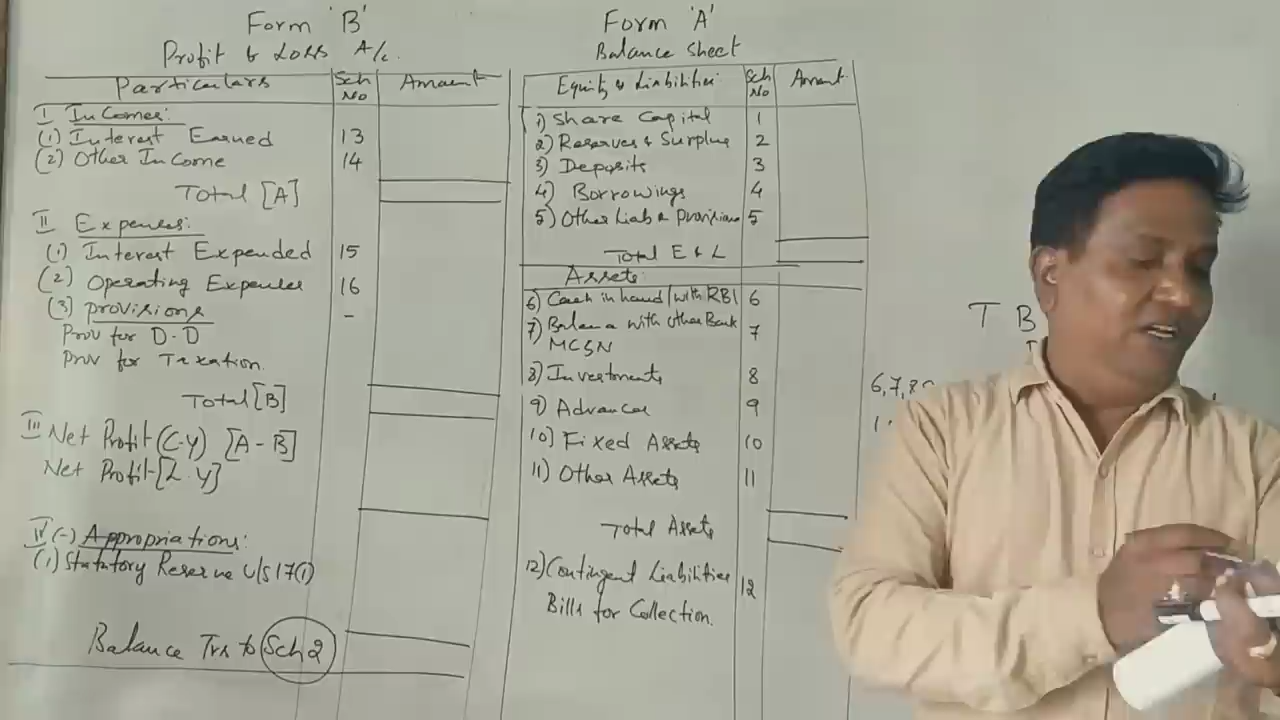 Form 'B'
Profit & Loss A/c.
Particulars Sch No Amount
I Incomes:
(1) Interest Earned 13
(2) Other Income 14
Total [A]
II Expenses:
(1) Interest Expended 15
(2) Operating Expenses 16
(3) Provisions -
Prov for D.D
Prov for Taxation.
Total [B]
III Net Profit (C.Y) [A-B]
Net Profit [L.Y]
IV (-) Appropriations:
(1) Statutory Reserve U/S 17(1)
Balance Trs to Sch 2
Form 'A'
Balance Sheet
Equity & Liabilities Sch No Amount
1) Share Capital 1
2) Reserves & Surplus 2
3) Deposits 3
4) Borrowings 4
5) Other Liab & Provisions 5
Total E & L
Assets:
6) Cash in hand/with RBI 6
7) Balance with other Bank 7
MC&N
8) Investments 8
9) Advances 9
10) Fixed Assets 10
11) Other Assets 11
Total Assets
12) Contingent Liabilities 12
Bills for Collection.
T B
6,7,8